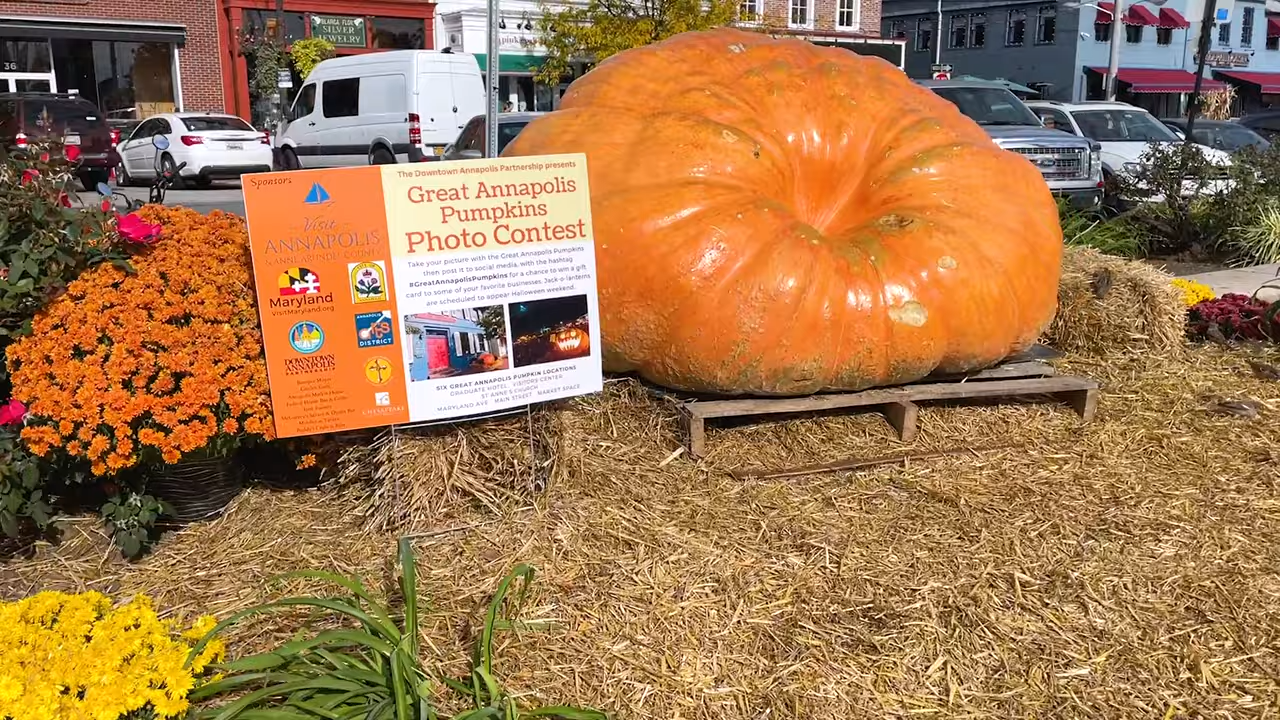 36
BLANCA FLOR
SILVER
JEWELRY
Sponsors
Visit
ANNAPOLIS
& ANNE ARUNDEL COUNTY
Maryland
VisitMaryland.org
ANNAPOLIS
ARTS
DISTRICT
DOWNTOWN
ANNAPOLIS
CHESAPEAKE
The Downtown Annapolis Partnership presents
Great Annapolis
Pumpkins
Photo Contest
Take your picture with the Great Annapolis Pumpkins
then post it to social media, with the hashtag
#GreatAnnapolisPumpkins for a chance to win a gift
card to some of your favorite businesses. Jack-o-lanterns
are scheduled to appear Halloween weekend.
SIX GREAT ANNAPOLIS PUMPKIN LOCATIONS
GRADUATE HOTEL VISITORS CENTER
ST ANNE'S CHURCH
MARYLAND AVE MAIN STREET MARKET SPACE